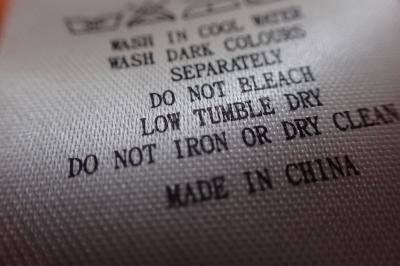 WASH IN COOL WATER
WASH DARK COLOURS
SEPARATELY
DO NOT BLEACH
LOW TUMBLE DRY
DO NOT IRON OR DRY CLEAN
MADE IN CHINA